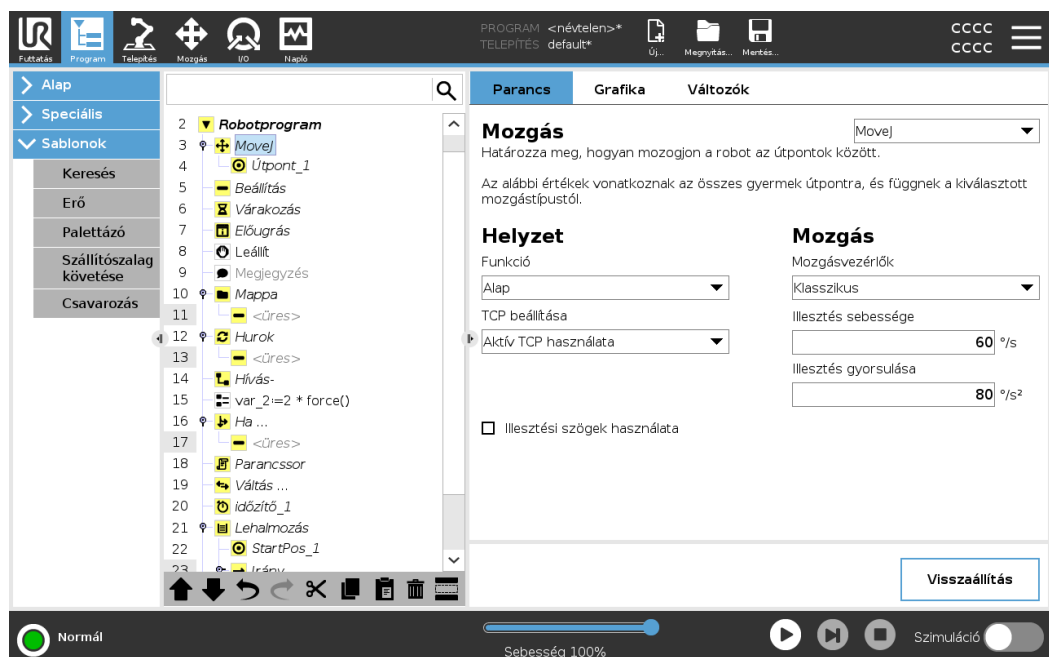 PROGRAM <névtelen>*
TELEPÍTÉS default*
Futtatás
Program
Telepítés
Mozgás
I/O
Napló
Új...
Megnyitás...
Mentés...
CCCC
CCCC
Alap
Speciális
Sablonok
Keresés
Erő
Palettázó
Szállítószalag
követése
Csavarozás
2 Robotprogram
3 MoveJ
4 Útpont_1
5 Beállítás
6 Várakozás
7 Előugrás
8 Leállít
9 Megjegyzés
10 Mappa
11 <üres>
12 Hurok
13 <üres>
14 Hívás-
15 var_2:=2 * force()
16 Ha ...
17 <üres>
18 Parancssor
19 Váltás ...
20 időzítő_1
21 Lehalmozás
22 StartPos_1
23 Irány
Parancs
Grafika
Változók
Mozgás
MoveJ
Határozza meg, hogyan mozogjon a robot az útpontok között.
Az alábbi értékek vonatkoznak az összes gyermek útpontra, és függnek a kiválasztott
mozgástípustól.
Helyzet
Funkció
Alap
TCP beállítása
Aktív TCP használata
Illesztési szögek használata
Mozgás
Mozgásvezérlők
Klasszikus
Illesztés sebessége
60 °/s
Illesztés gyorsulása
80 °/s²
Visszaállítás
Normál
Sebesség 100%
Szimuláció